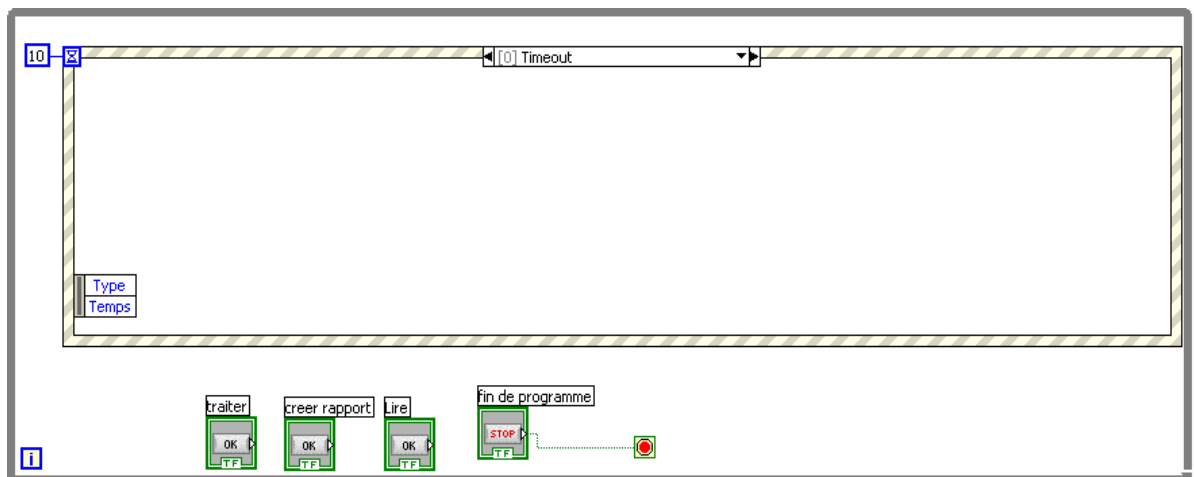 10
[0] Timeout
Type
Temps
traiter
creer rapport
Lire
fin de programme
OK
OK
OK
STOP
TF
TF
TF
TF
i